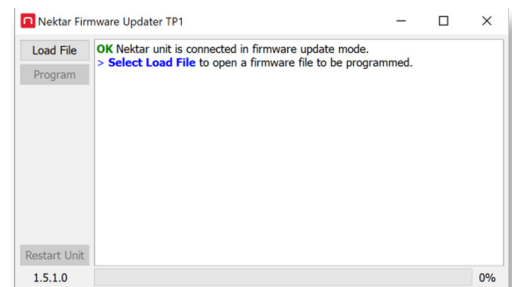 Nektar Firmware Updater TP1
Load File
OK Nektar unit is connected in firmware update mode.
> Select Load File to open a firmware file to be programmed.
Program
Restart Unit
1.5.1.0
0%